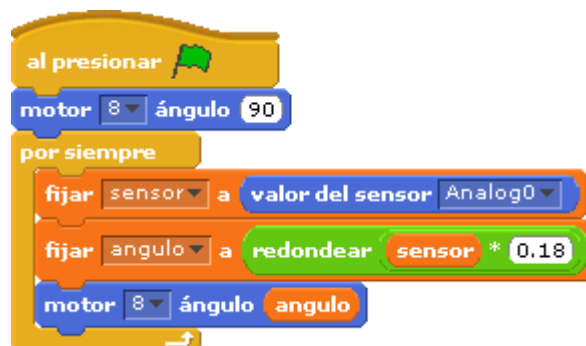 al presionar
motor 8 ángulo 90
por siempre
fijar sensor a valor del sensor Analog0
fijar angulo a redondear sensor * 0.18
motor 8 ángulo angulo